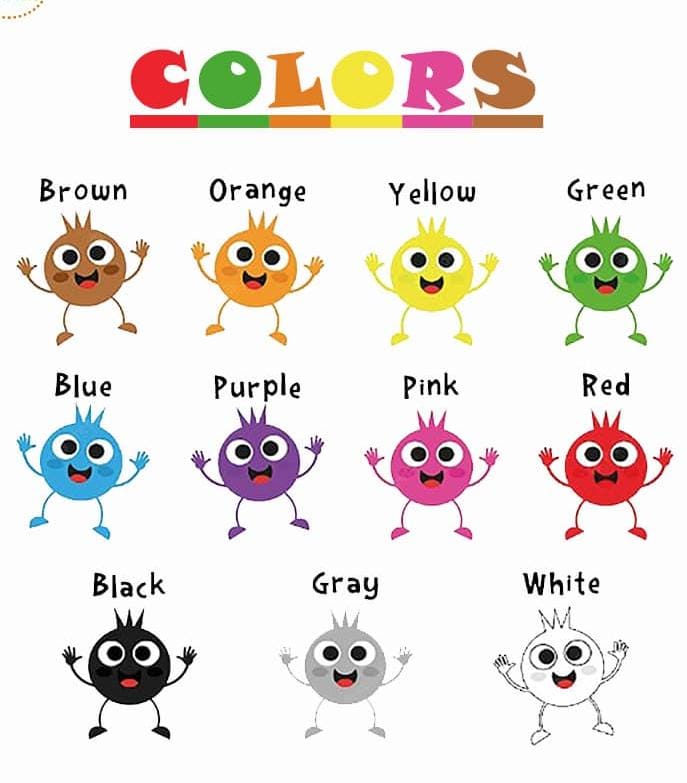 COLORS
Brown Orange Yellow Green
Blue Purple Pink Red
Black Gray White